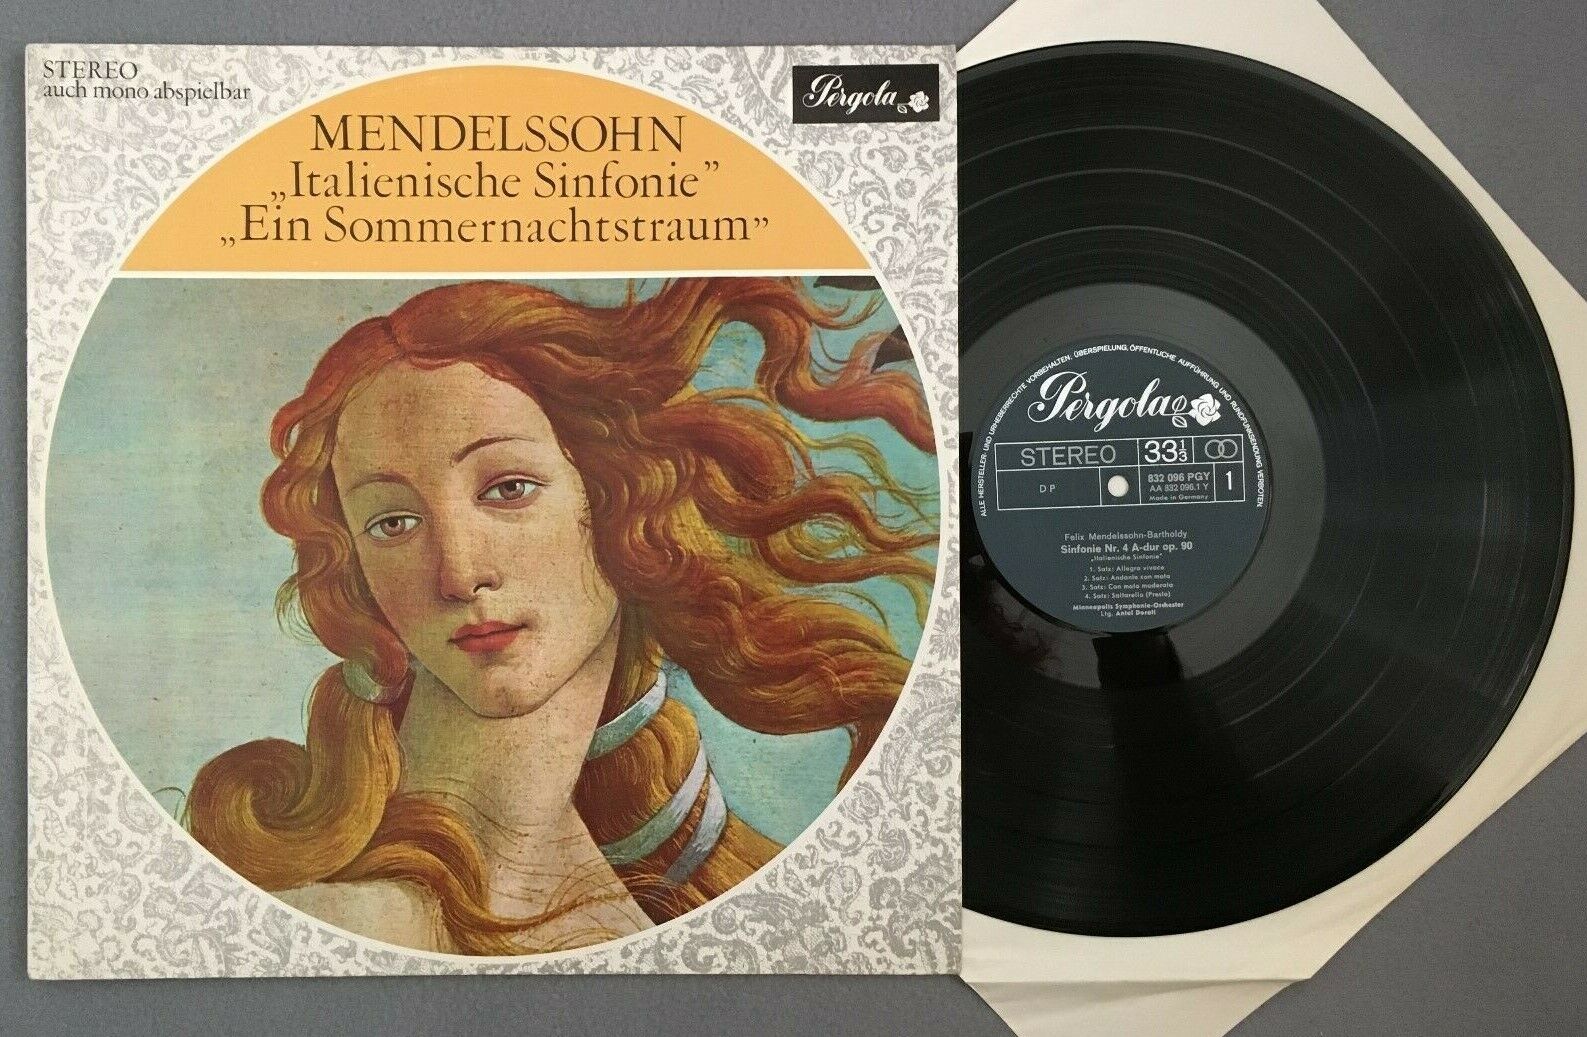 STEREO
auch mono abspielbar
Pergola
MENDELSSOHN
„Italienische Sinfonie”
„Ein Sommernachtstraum”
ALLE HERSTELLER- UND URHEBERRECHTE VORBEHALTEN. ÜBERSPIELUNG, ÖFFENTLICHE AUFFÜHRUNG UND RUNDFUNKSENDUNG VERBOTEN.
Pergola
STEREO 33 1/3
DP 832 096 PGY 1
AA 832 096.1 Y
Made in Germany
Felix Mendelssohn-Bartholdy
Sinfonie Nr. 4 A-dur op. 90
„Italienische Sinfonie”
1. Satz: Allegro vivace
2. Satz: Andante con moto
3. Satz: Con moto moderato
4. Satz: Saltarello (Presto)
Minneapolis Symphonie-Orchester
Ltg. Antal Dorati